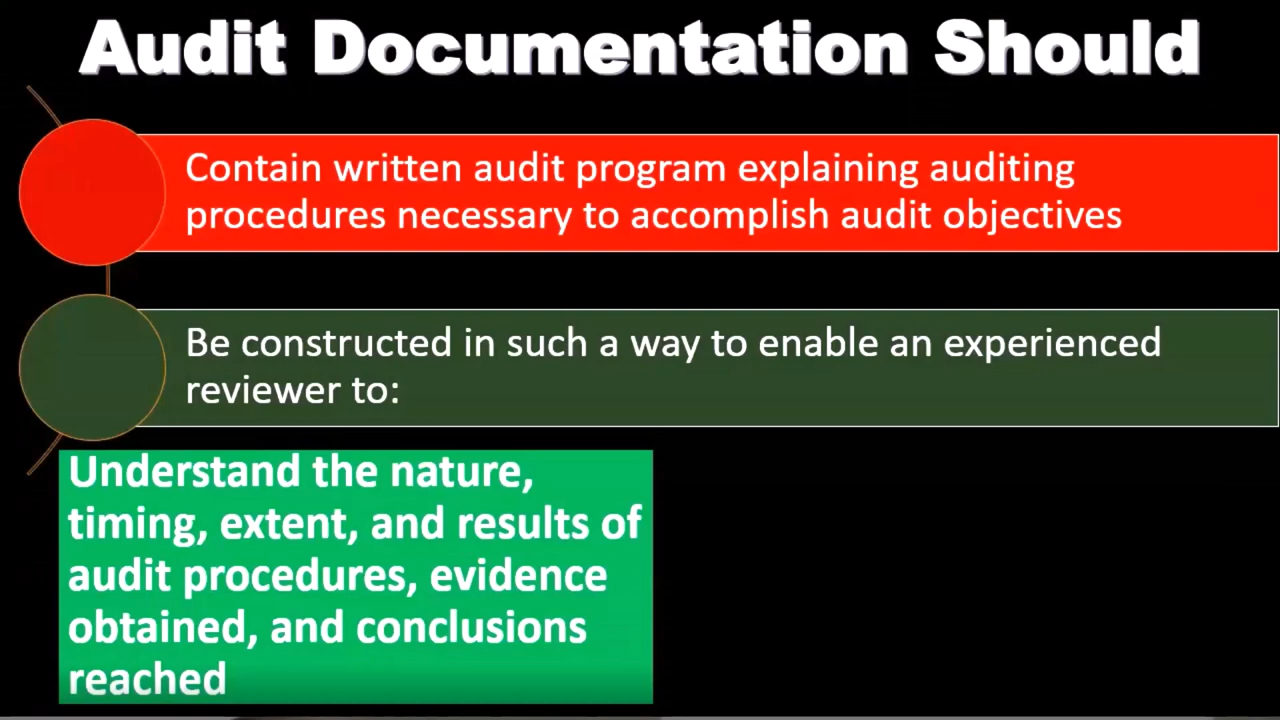 Audit Documentation Should
Contain written audit program explaining auditing
procedures necessary to accomplish audit objectives
Be constructed in such a way to enable an experienced
reviewer to:
Understand the nature,
timing, extent, and results of
audit procedures, evidence
obtained, and conclusions
reached